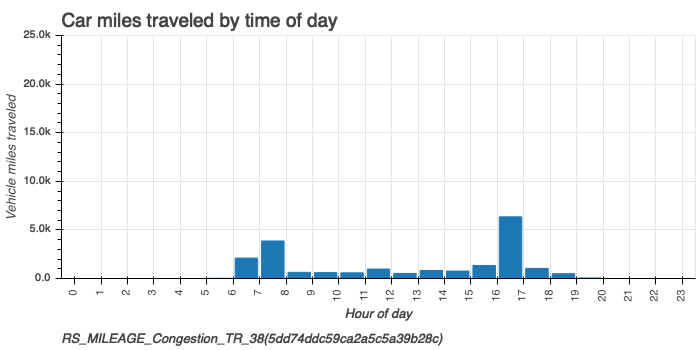 Car miles traveled by time of day
25.0k
20.0k
15.0k
10.0k
5.0k
0.0
Vehicle miles traveled
0 1 2 3 4 5 6 7 8 9 10 11 12 13 14 15 16 17 18 19 20 21 22 23
Hour of day
RS_MILEAGE_Congestion_TR_38(5dd74ddc59ca2a5c5a39b28c)